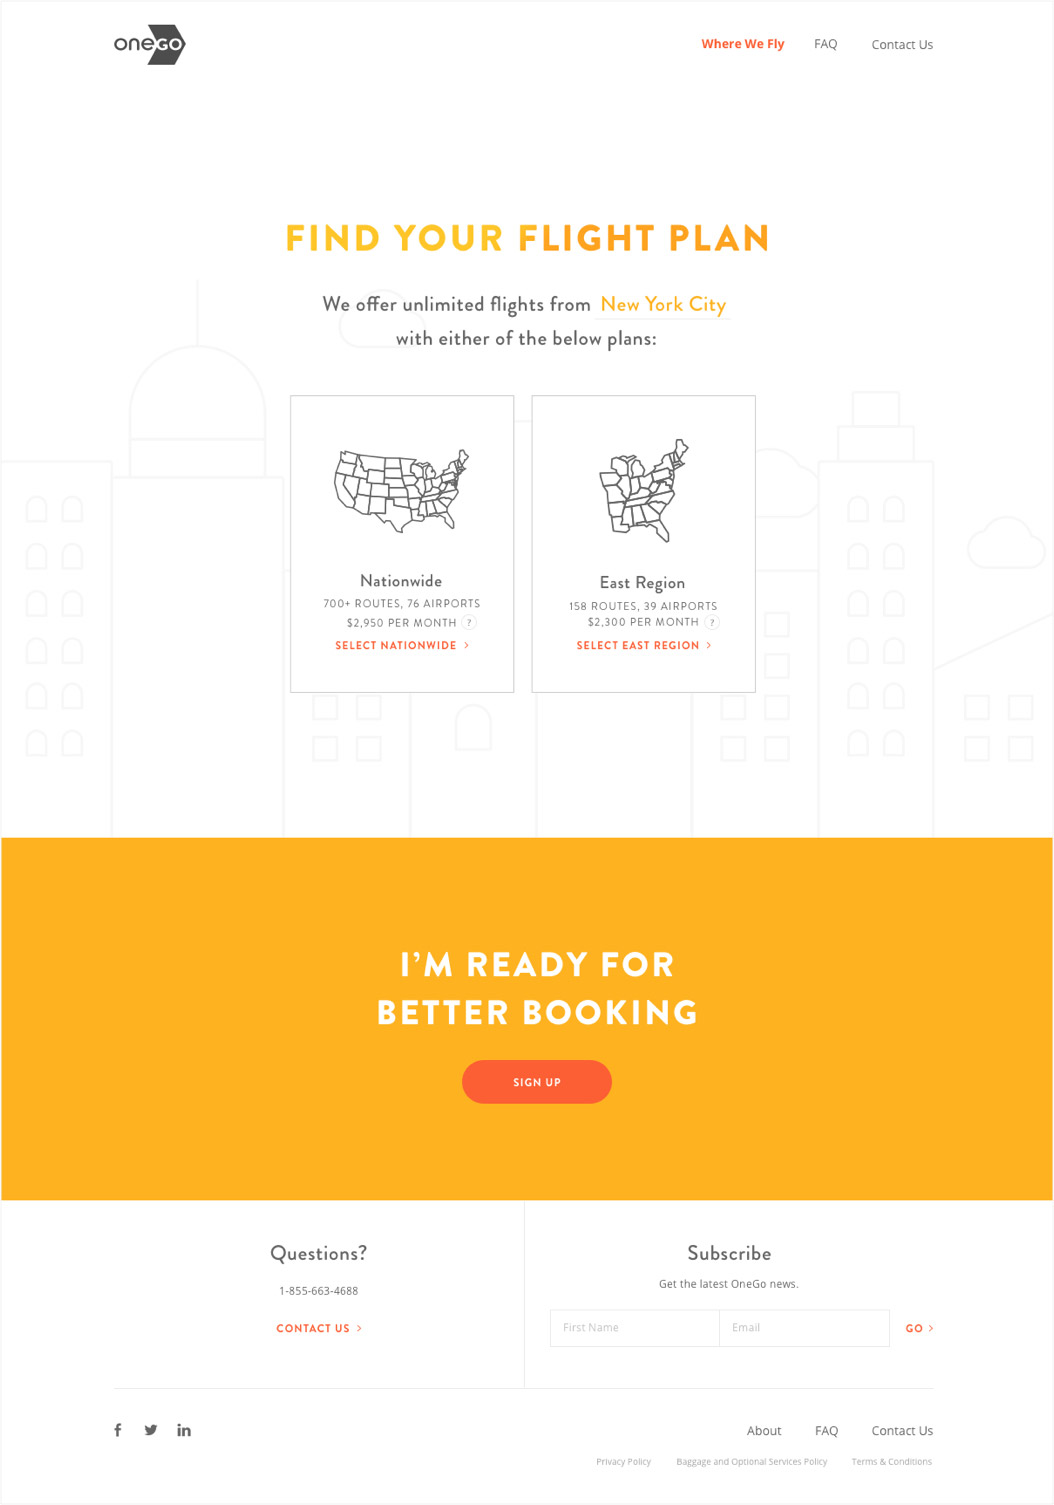 oneGO
Where We Fly
FAQ
Contact Us
FIND YOUR FLIGHT PLAN
We offer unlimited flights from New York City
with either of the below plans:
Nationwide
700+ ROUTES, 76 AIRPORTS
$2,950 PER MONTH ?
SELECT NATIONWIDE >
East Region
158 ROUTES, 39 AIRPORTS
$2,300 PER MONTH ?
SELECT EAST REGION >
I’M READY FOR
BETTER BOOKING
SIGN UP
Questions?
1-855-663-4688
CONTACT US >
Subscribe
Get the latest OneGo news.
First Name
Email
GO >
About
FAQ
Contact Us
Privacy Policy
Baggage and Optional Services Policy
Terms & Conditions